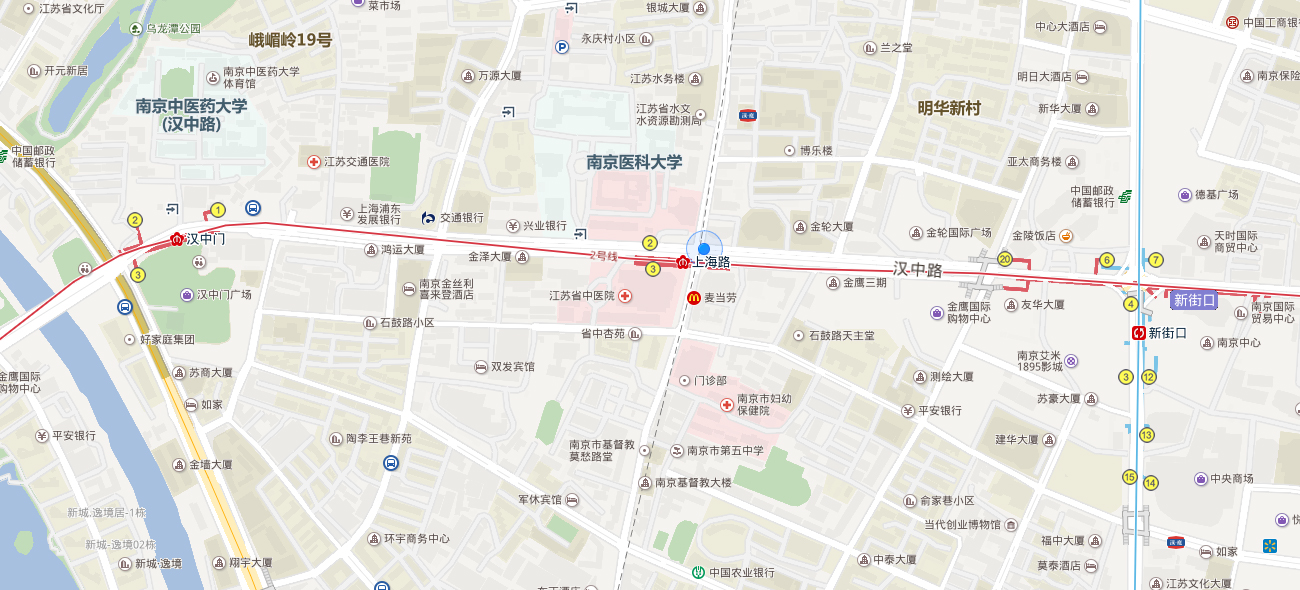 江苏省文化厅
菜市场
银城大厦
中心大酒店
中国工商银
乌龙潭公园
峨嵋岭19号
永庆村小区
兰之堂
开元新居
南京中医药大学
体育馆
万源大厦
江苏水务楼
明日大酒店
南京保险
南京中医药大学
(汉中路)
江苏省水文
水资源勘测局
明华新村
新华大厦
中国邮政
储蓄银行
江苏交通医院
南京医科大学
博乐楼
亚太商务楼
中国邮政
储蓄银行
德基广场
2
1
上海浦东
发展银行
交通银行
兴业银行
金轮大厦
金轮国际广场
金陵饭店
天时国际
商贸中心
汉中门
鸿运大厦
金泽大厦
2号线
2
3
上海路
汉中路
20
6
7
3
汉中门广场
南京金丝利
喜来登酒店
江苏省中医院
麦当劳
金鹰三期
金鹰国际
购物中心
友华大厦
4
新街口
南京国际
贸易中心
石鼓路小区
省中杏苑
石鼓路天主堂
新街口
南京中心
好家庭集团
金鹰国际
购物中心
苏商大厦
双发宾馆
门诊部
测绘大厦
南京艾米
1895影城
3
12
如家
南京市妇幼
保健院
平安银行
苏豪大厦
平安银行
陶李王巷新苑
南京市基督教
莫愁路堂
南京市第五中学
建华大厦
13
金墙大厦
南京基督教大楼
15
14
中央商场
新城·逸境居-1栋
军休宾馆
俞家巷小区
当代创业博物馆
悦
新城·逸境02栋
环宇商务中心
福中大厦
如家
新城·逸境
翔宇大厦
中国农业银行
中泰大厦
莫泰酒店
江苏文化大厦